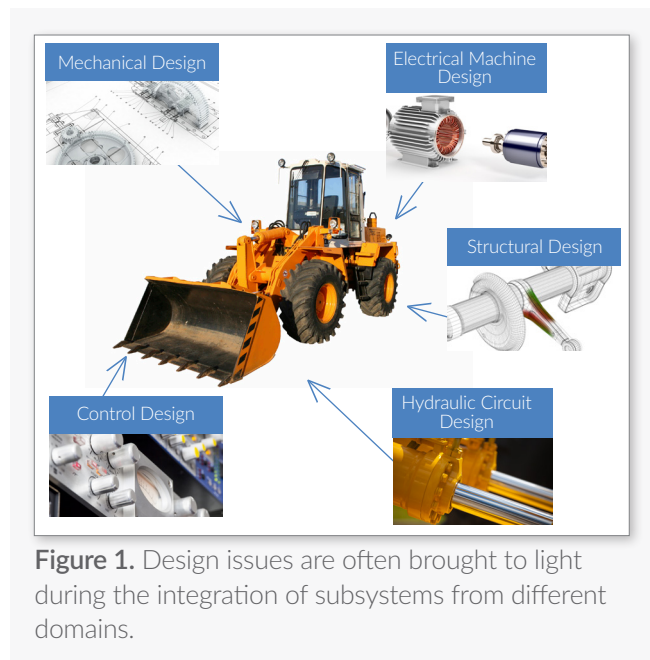 Mechanical Design
Electrical Machine
Design
Structural Design
Control Design
Hydraulic Circuit
Design
Figure 1. Design issues are often brought to light
during the integration of subsystems from different
domains.